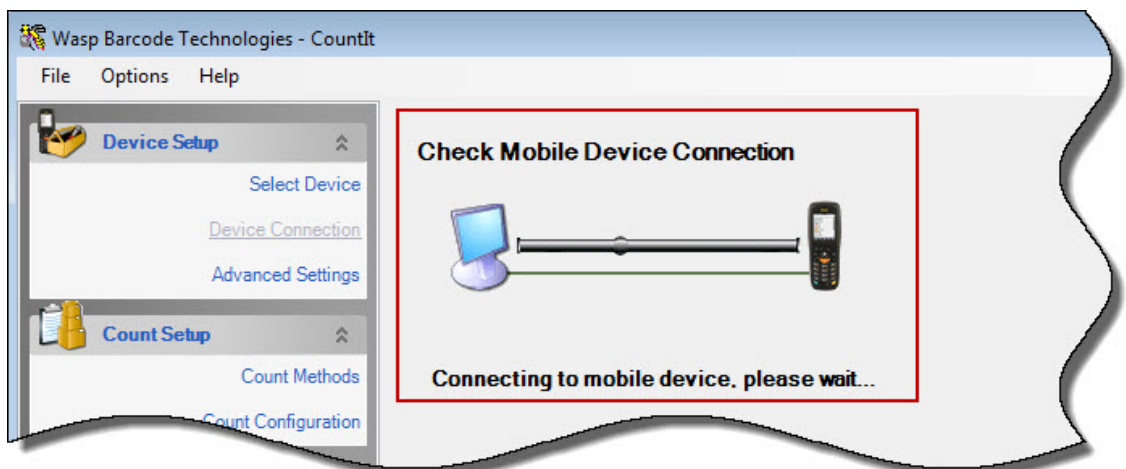 Wasp Barcode Technologies - CountIt
File Options Help
Device Setup
Select Device
Device Connection
Advanced Settings
Count Setup
Count Methods
Count Configuration
Check Mobile Device Connection
Connecting to mobile device, please wait...